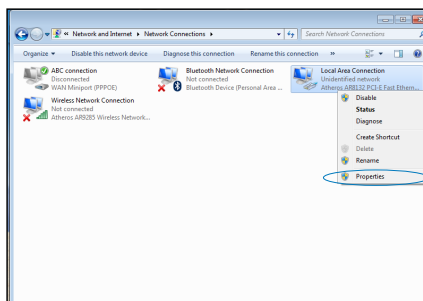 « Network and Internet ▸ Network Connections ▸
Search Network Connections
Organize ▾ Disable this network device Diagnose this connection Rename this connection »
ABC connection
Disconnected
WAN Miniport (PPPOE)
Bluetooth Network Connection
Not connected
Bluetooth Device (Personal Area ...
Local Area Connection
Unidentified network
Atheros AR8132 PCI-E Fast Ethern...
Wireless Network Connection
Not connected
Atheros AR9285 Wireless Network...
Disable
Status
Diagnose
Create Shortcut
Delete
Rename
Properties